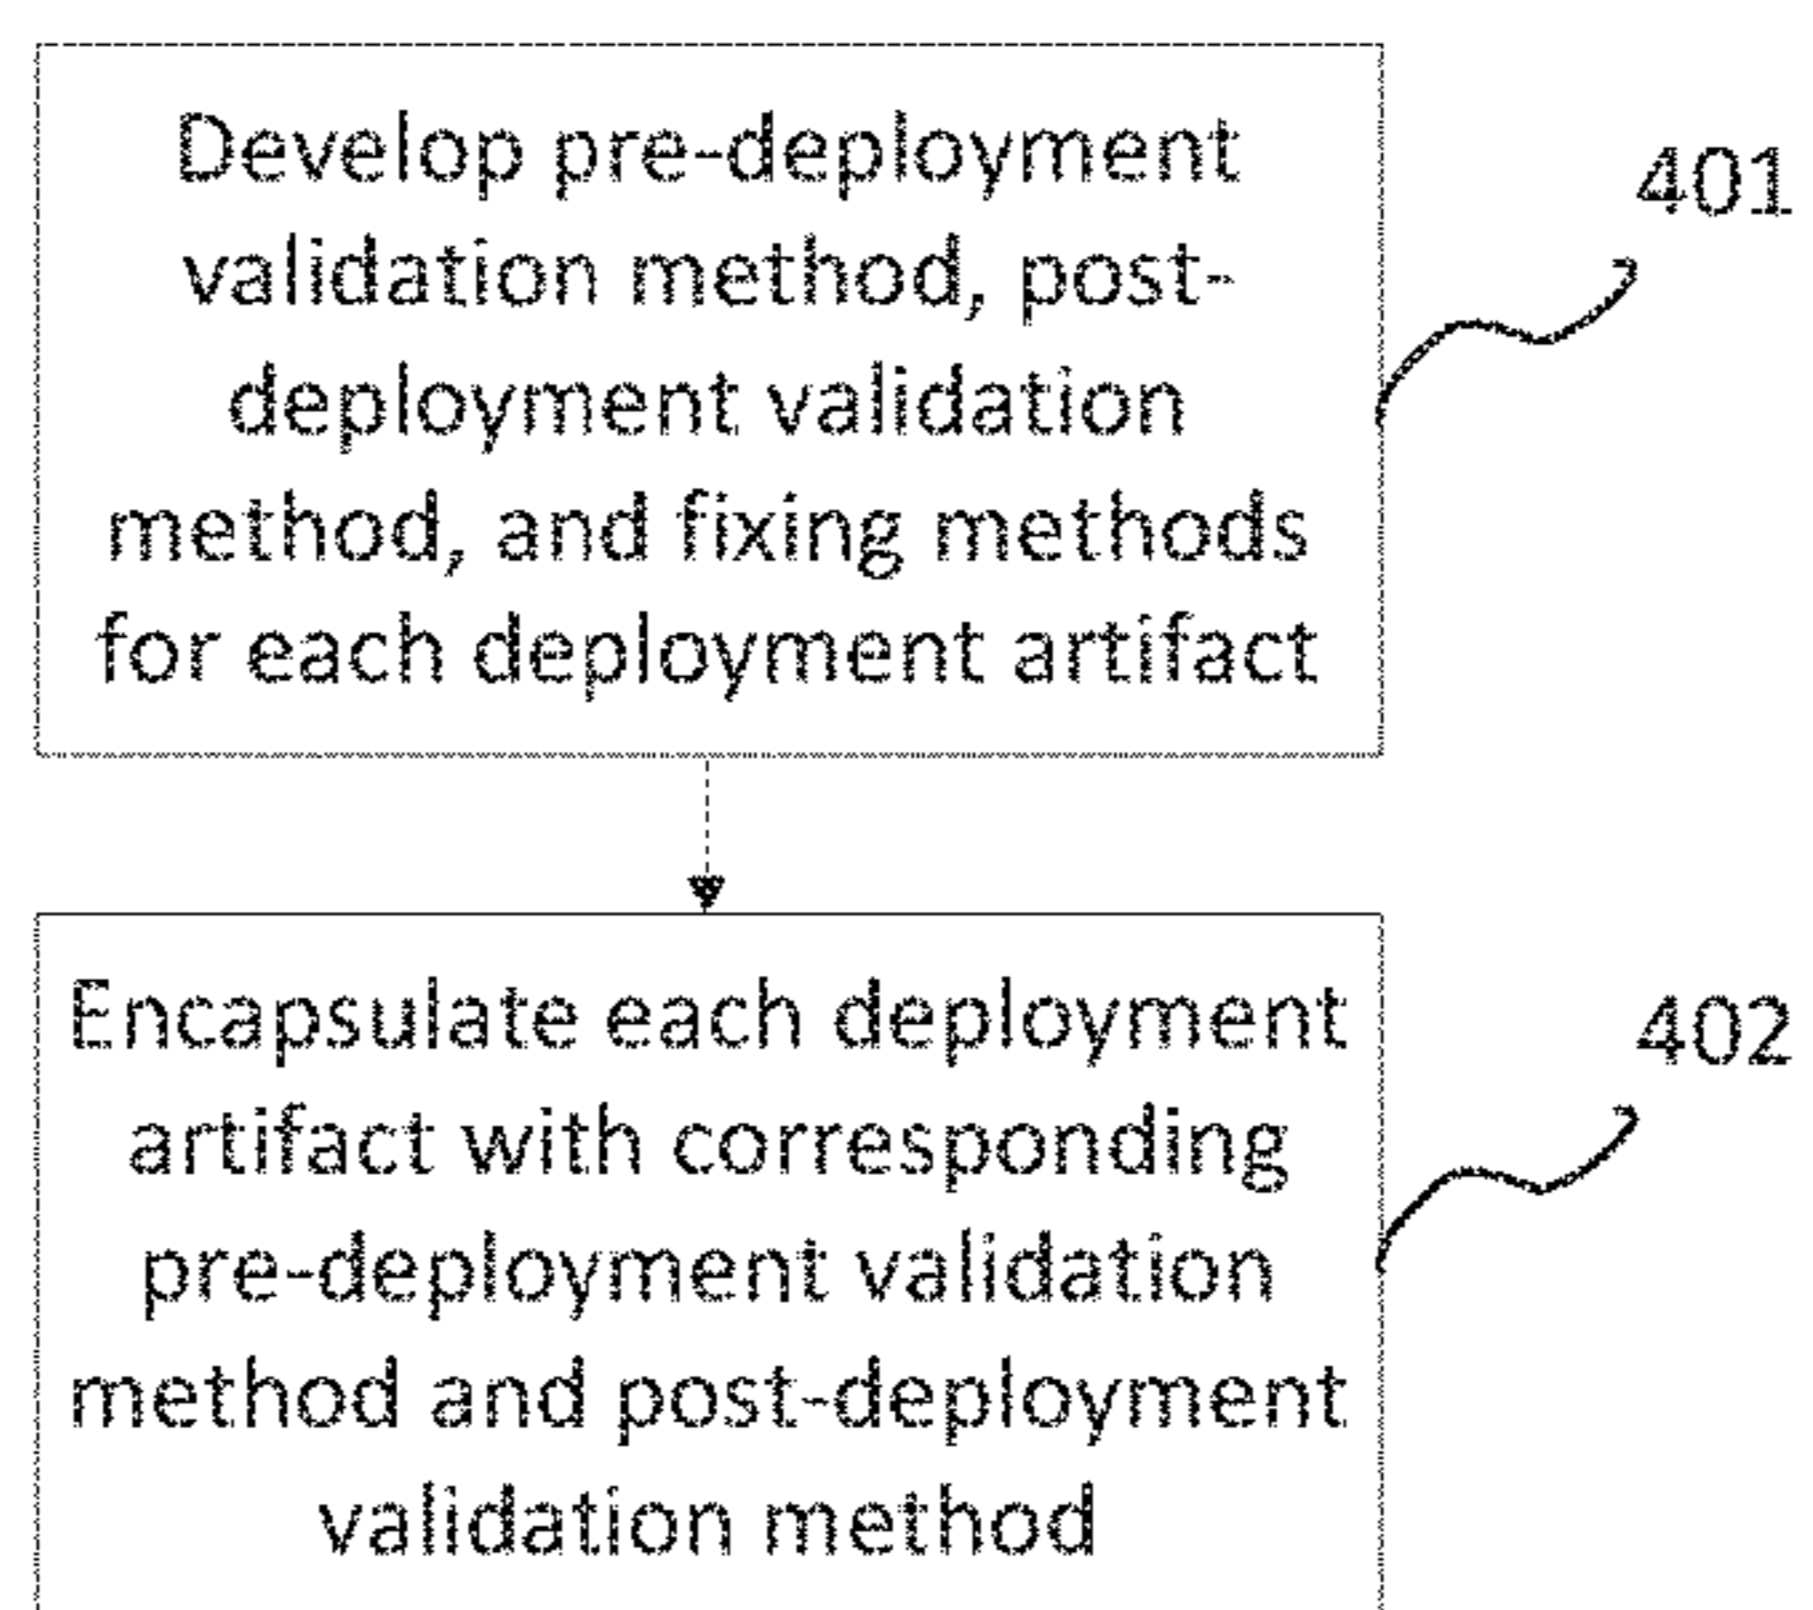 Develop pre-deployment
validation method, post-
deployment validation
method, and fixing methods
for each deployment artifact
401
Encapsulate each deployment
artifact with corresponding
pre-deployment validation
method and post-deployment
validation method
402